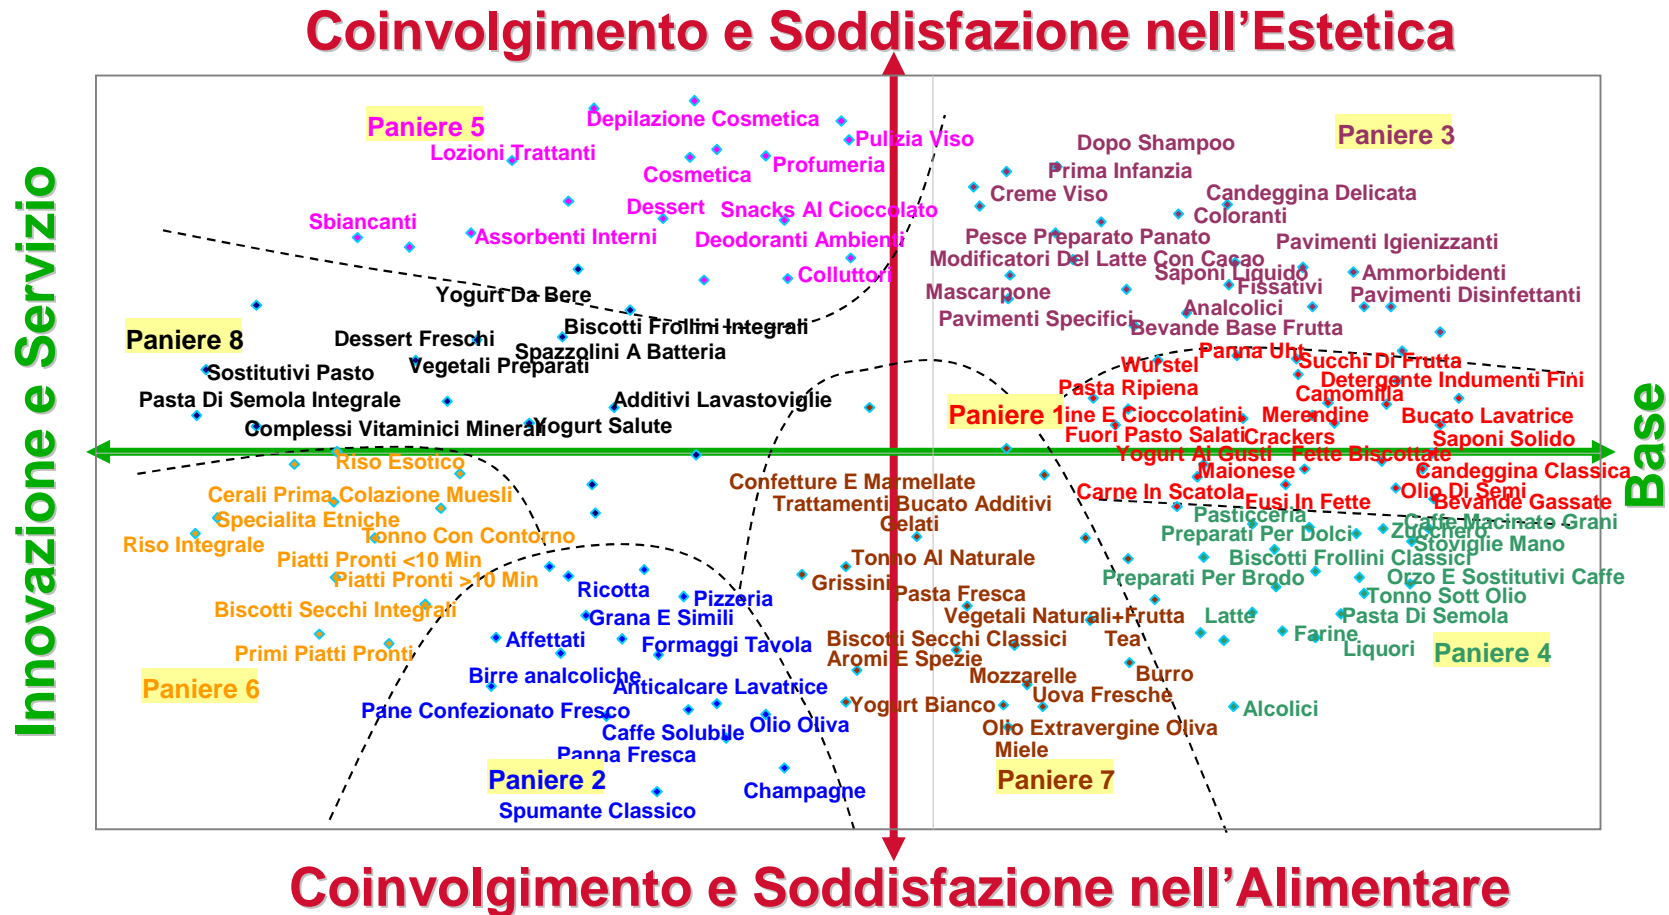 Coinvolgimento e Soddisfazione nell'Estetica
Innovazione e Servizio
Base
Paniere 5
Depilazione Cosmetica
Pulizia Viso
Lozioni Trattanti
Profumeria
Cosmetica
Dessert
Snacks Al Cioccolato
Sbiancanti
Assorbenti Interni
Deodoranti Ambienti
Colluttori
Paniere 3
Dopo Shampoo
Prima Infanzia
Creme Viso
Candeggina Delicata
Coloranti
Pesce Preparato Panato
Pavimenti Igienizzanti
Modificatori Del Latte Con Cacao
Saponi Liquido
Ammorbidenti
Fissativi
Mascarpone
Pavimenti Disinfettanti
Analcolici
Pavimenti Specifici
Bevande Base Frutta
Yogurt Da Bere
Paniere 8
Dessert Freschi
Biscotti Frollini Integrali
Spazzolini A Batteria
Vegetali Preparati
Sostitutivi Pasto
Pasta Di Semola Integrale
Additivi Lavastoviglie
Complessi Vitaminici Minerali
Yogurt Salute
Panna Uht
Wurstel
Succhi Di Frutta
Pasta Ripiena
Detergente Indumenti Fini
Camomilla
Paniere 1
line E Cioccolatini
Merendine
Bucato Lavatrice
Fuori Pasto Salati
Crackers
Saponi Solido
Yogurt Ai Gusti
Fette Biscottate
Maionese
Candeggina Classica
Carne In Scatola
Olio Di Semi
Fusi In Fette
Bevande Gassate
Riso Esotico
Cerali Prima Colazione Muesli
Specialita Etniche
Riso Integrale
Tonno Con Contorno
Piatti Pronti <10 Min
Piatti Pronti >10 Min
Biscotti Secchi Integrali
Primi Piatti Pronti
Paniere 6
Confetture E Marmellate
Trattamenti Bucato Additivi
Gelati
Tonno Al Naturale
Grissini
Pasta Fresca
Vegetali Naturali+Frutta
Biscotti Secchi Classici
Tea
Aromi E Spezie
Mozzarelle
Burro
Uova Fresche
Yogurt Bianco
Olio Extravergine Oliva
Miele
Paniere 7
Pasticceria
Caffe Macinato Grani
Preparati Per Dolci
Zucchero
Stoviglie Mano
Biscotti Frollini Classici
Preparati Per Brodo
Orzo E Sostitutivi Caffe
Tonno Sott Olio
Latte
Pasta Di Semola
Farine
Liquori
Paniere 4
Alcolici
Ricotta
Pizzeria
Grana E Simili
Affettati
Formaggi Tavola
Birre analcoliche
Anticalcare Lavatrice
Pane Confezionato Fresco
Caffe Solubile
Olio Oliva
Panna Fresca
Paniere 2
Champagne
Spumante Classico
Coinvolgimento e Soddisfazione nell'Alimentare